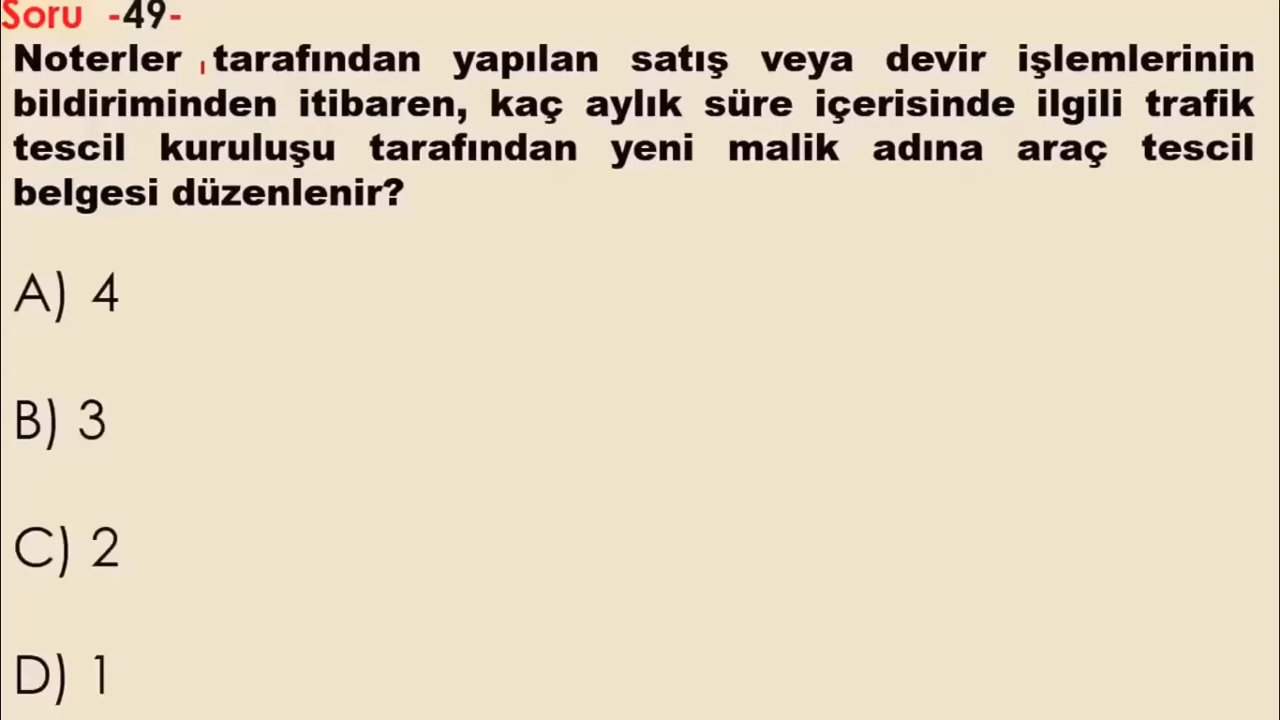 Soru -49-
Noterler tarafından yapılan satış veya devir işlemlerinin
bildiriminden itibaren, kaç aylık süre içerisinde ilgili trafik
tescil kuruluşu tarafından yeni malik adına araç tescil
belgesi düzenlenir?
A) 4
B) 3
C) 2
D) 1